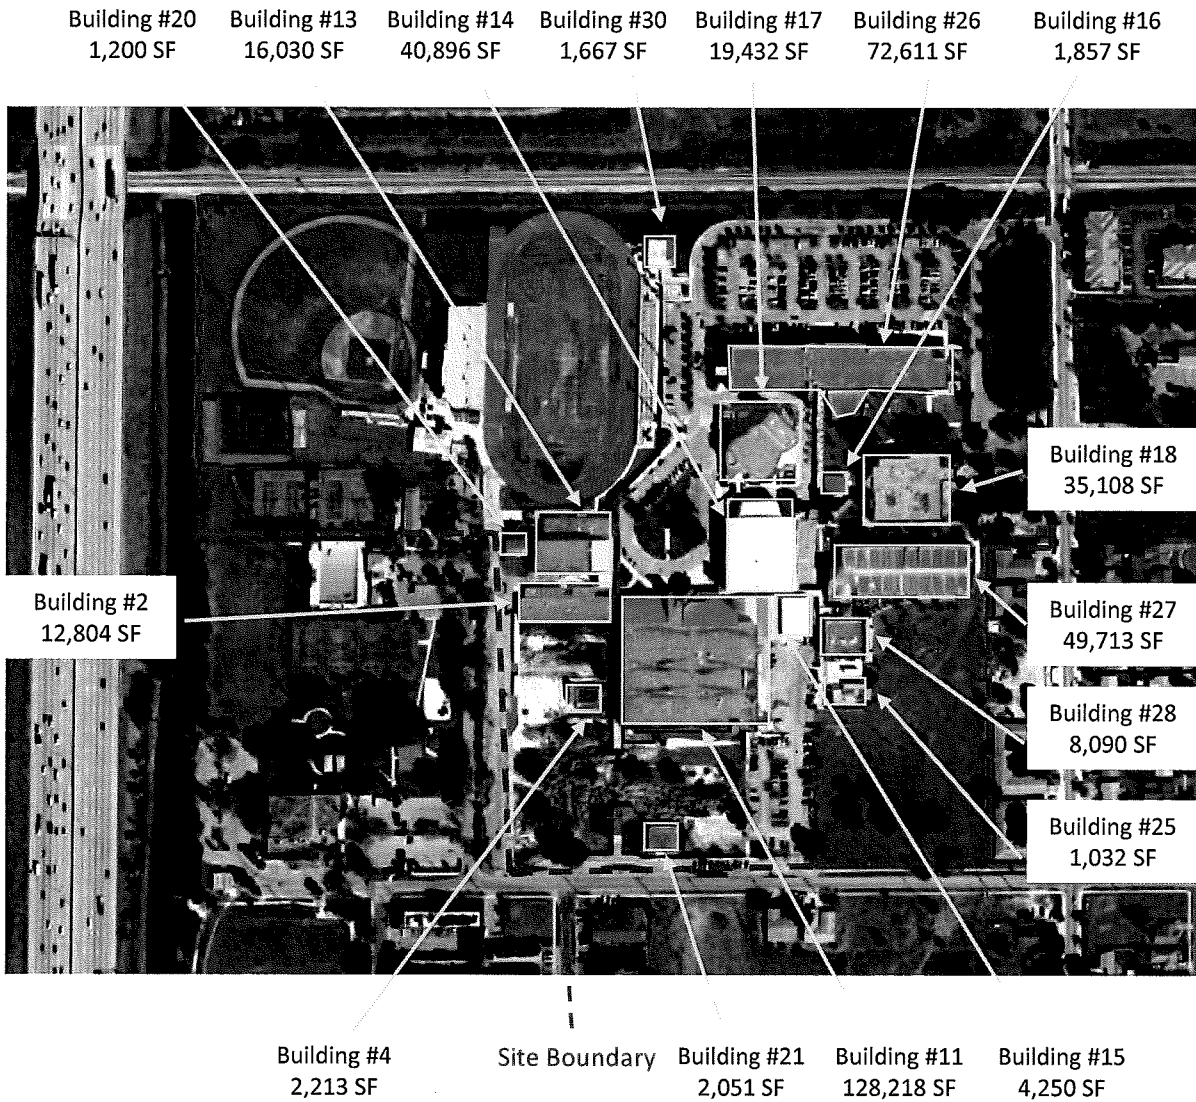 Building #20
1,200 SF
Building #13
16,030 SF
Building #14
40,896 SF
Building #30
1,667 SF
Building #17
19,432 SF
Building #26
72,611 SF
Building #16
1,857 SF
Building #18
35,108 SF
Building #2
12,804 SF
Building #27
49,713 SF
Building #28
8,090 SF
Building #25
1,032 SF
Building #4
2,213 SF
Site Boundary
Building #21
2,051 SF
Building #11
128,218 SF
Building #15
4,250 SF